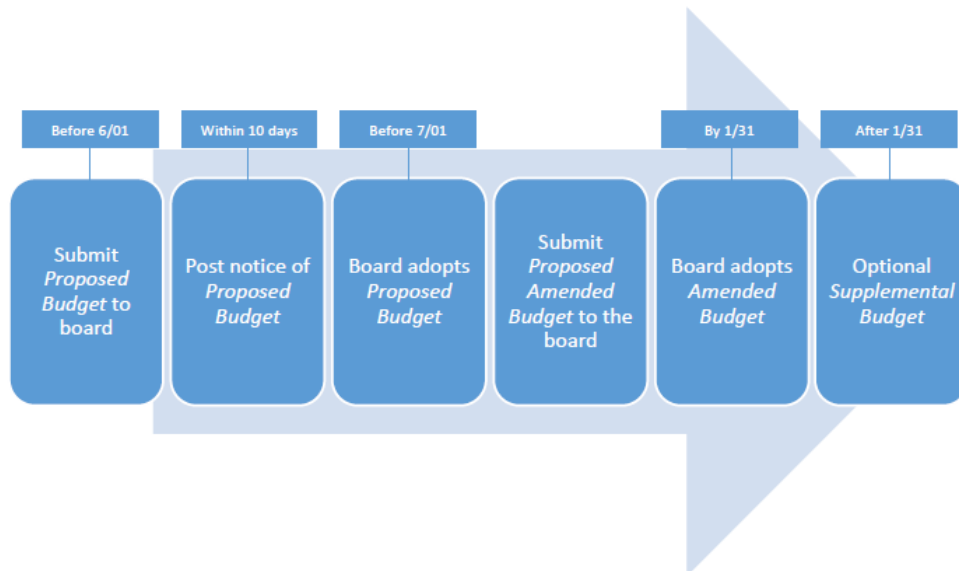 Before 6/01
Within 10 days
Before 7/01
By 1/31
After 1/31
Submit
Proposed
Budget to
board
Post notice of
Proposed
Budget
Board adopts
Proposed
Budget
Submit
Proposed
Amended
Budget to the
board
Board adopts
Amended
Budget
Optional
Supplemental
Budget